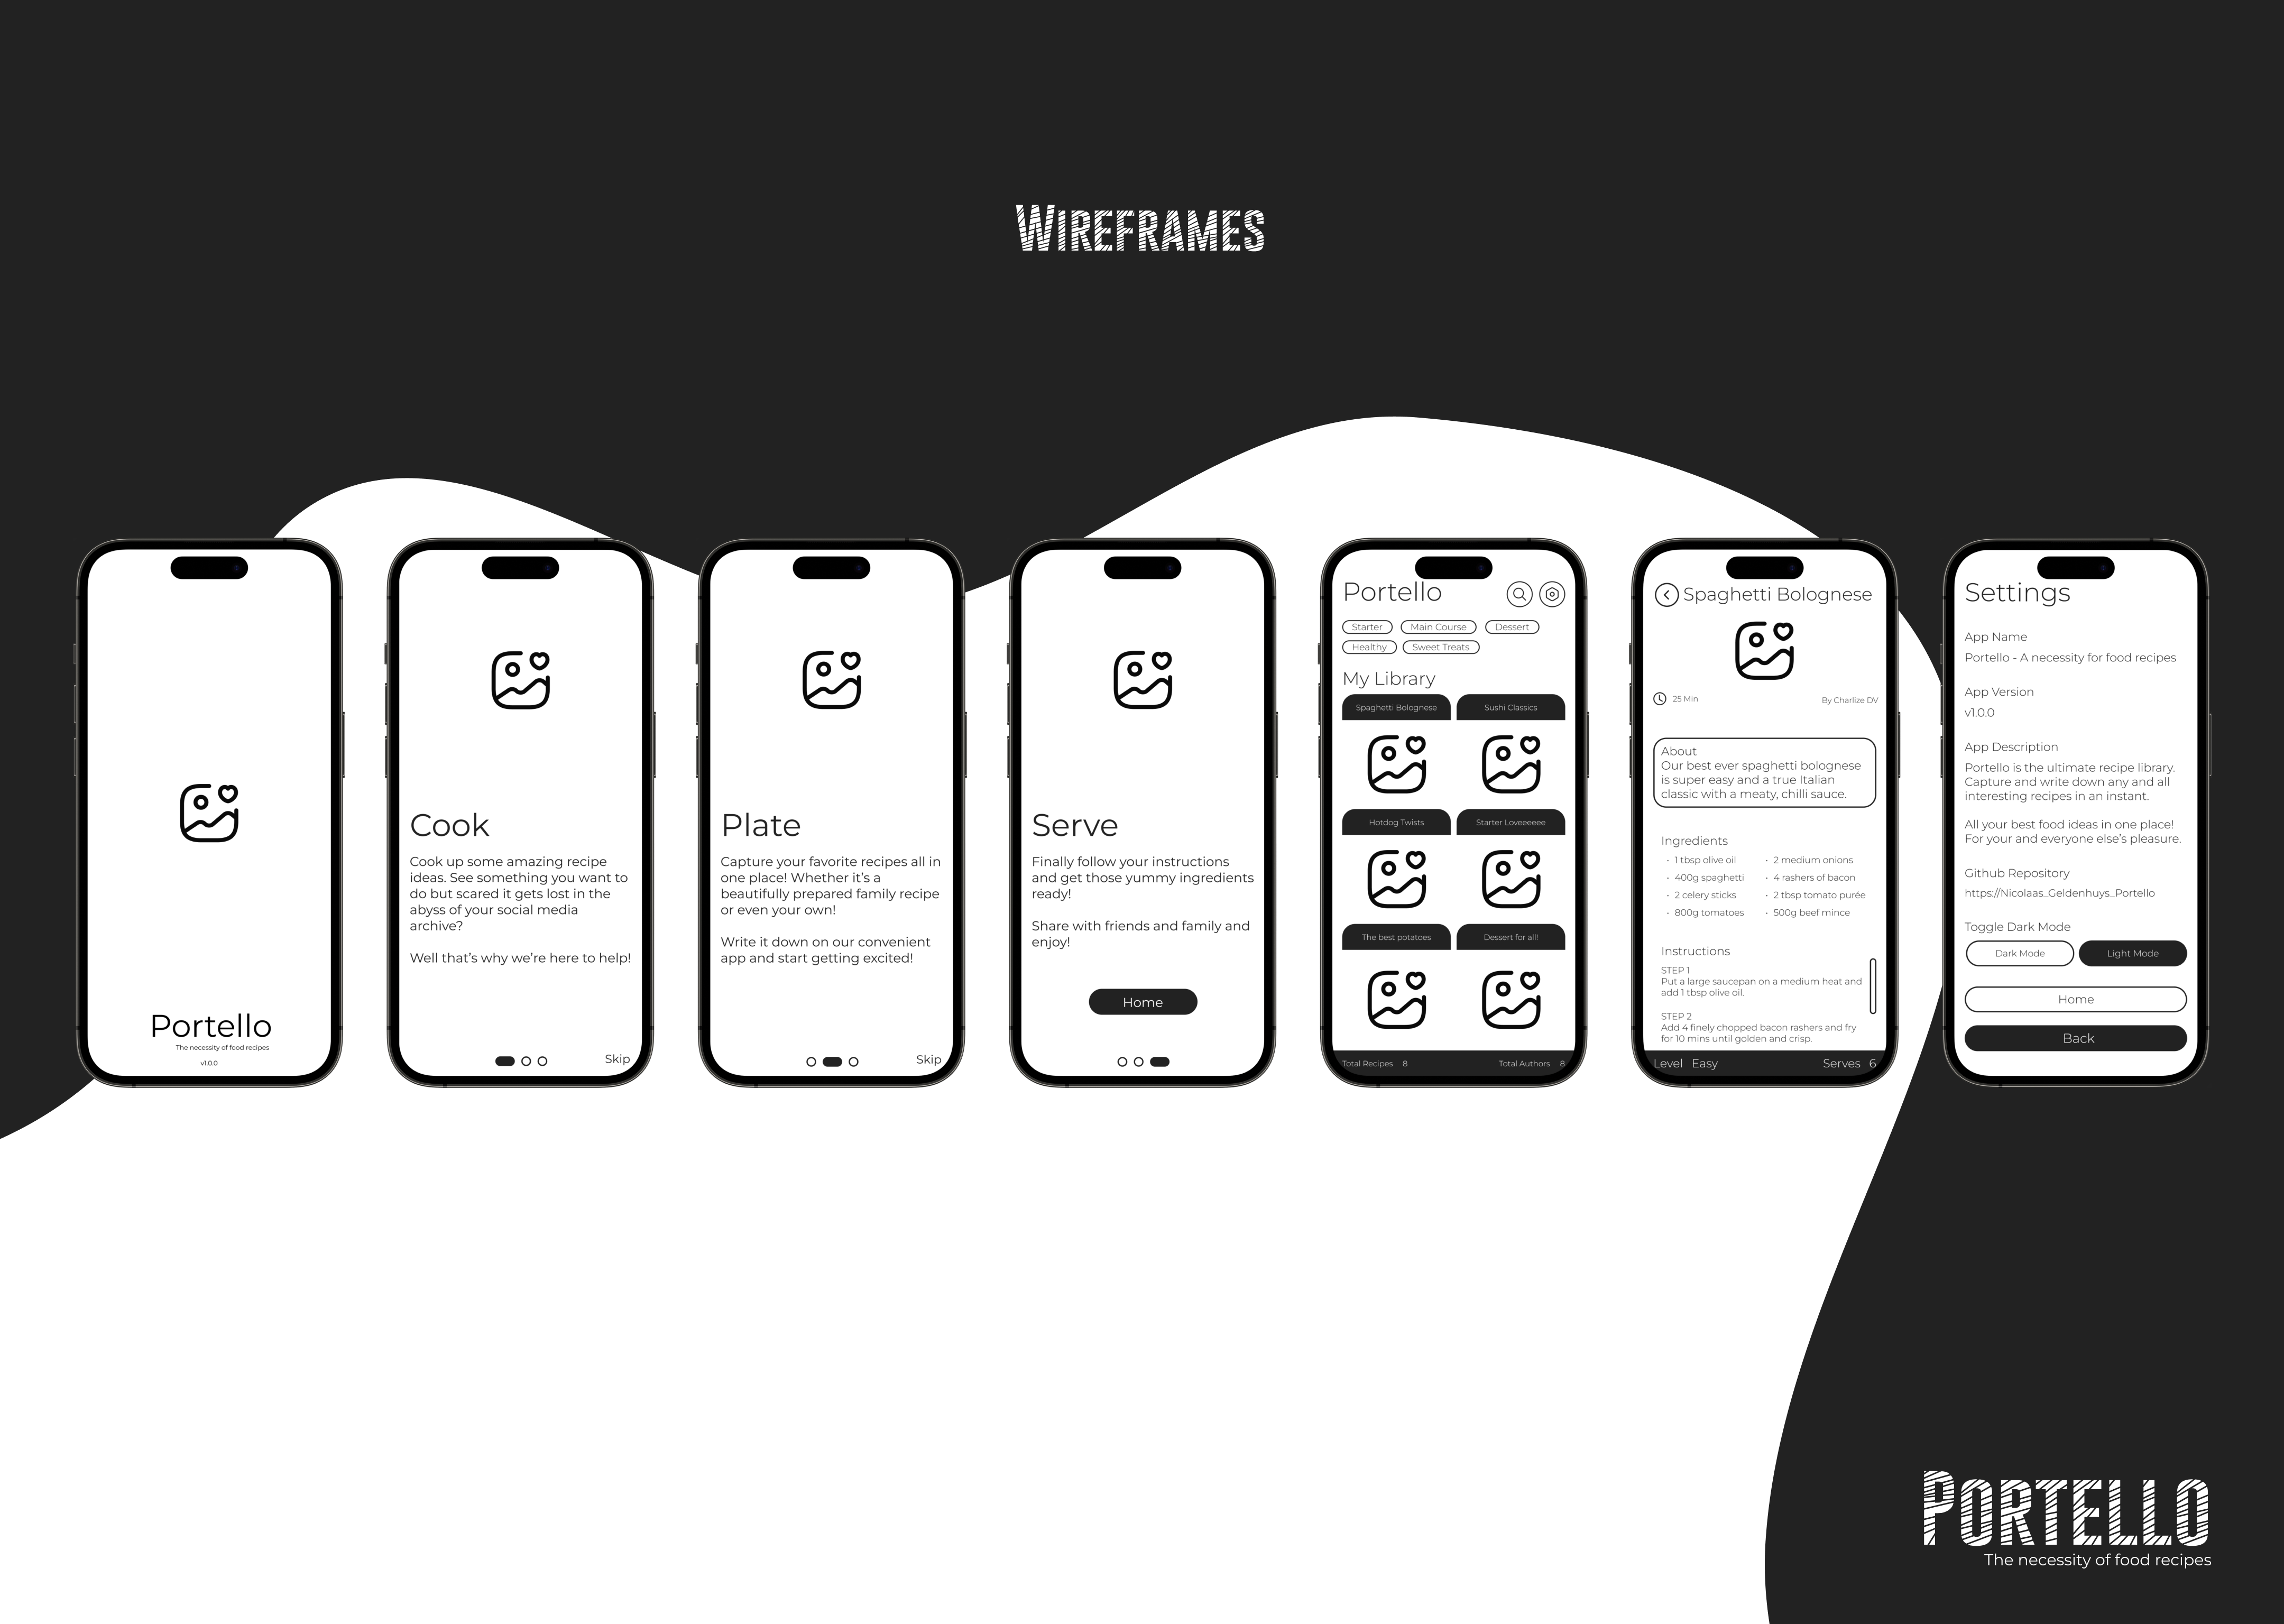 WIREFRAMES
Portello
The necessity of food recipes
v1.0.0
Cook
Cook up some amazing recipe
ideas. See something you want to
do but scared it gets lost in the
abyss of your social media
archive?
Well that's why we're here to help!
Skip
Plate
Capture your favorite recipes all in
one place! Whether it's a
beautifully prepared family recipe
or even your own!
Write it down on our convenient
app and start getting excited!
Skip
Serve
Finally follow your instructions
and get those yummy ingredients
ready!
Share with friends and family and
enjoy!
Home
Portello
Starter Main Course Dessert
Healthy Sweet Treats
My Library
Spaghetti Bolognese Sushi Classics
Hotdog Twists Starter Loveeeeee
The best potatoes Dessert for all!
Total Recipes 8 Total Authors 8
Spaghetti Bolognese
25 Min By Charlize DV
About
Our best ever spaghetti bolognese
is super easy and a true Italian
classic with a meaty, chilli sauce.
Ingredients
• 1 tbsp olive oil • 2 medium onions
• 400g spaghetti • 4 rashers of bacon
• 2 celery sticks • 2 tbsp tomato purée
• 800g tomatoes • 500g beef mince
Instructions
STEP 1
Put a large saucepan on a medium heat and
add 1 tbsp olive oil.
STEP 2
Add 4 finely chopped bacon rashers and fry
for 10 mins until golden and crisp.
Level Easy Serves 6
Settings
App Name
Portello - A necessity for food recipes
App Version
v1.0.0
App Description
Portello is the ultimate recipe library.
Capture and write down any and all
interesting recipes in an instant.
All your best food ideas in one place!
For your and everyone else's pleasure.
Github Repository
https://Nicolaas_Geldenhuys_Portello
Toggle Dark Mode
Dark Mode Light Mode
Home
Back
PORTELLO
The necessity of food recipes